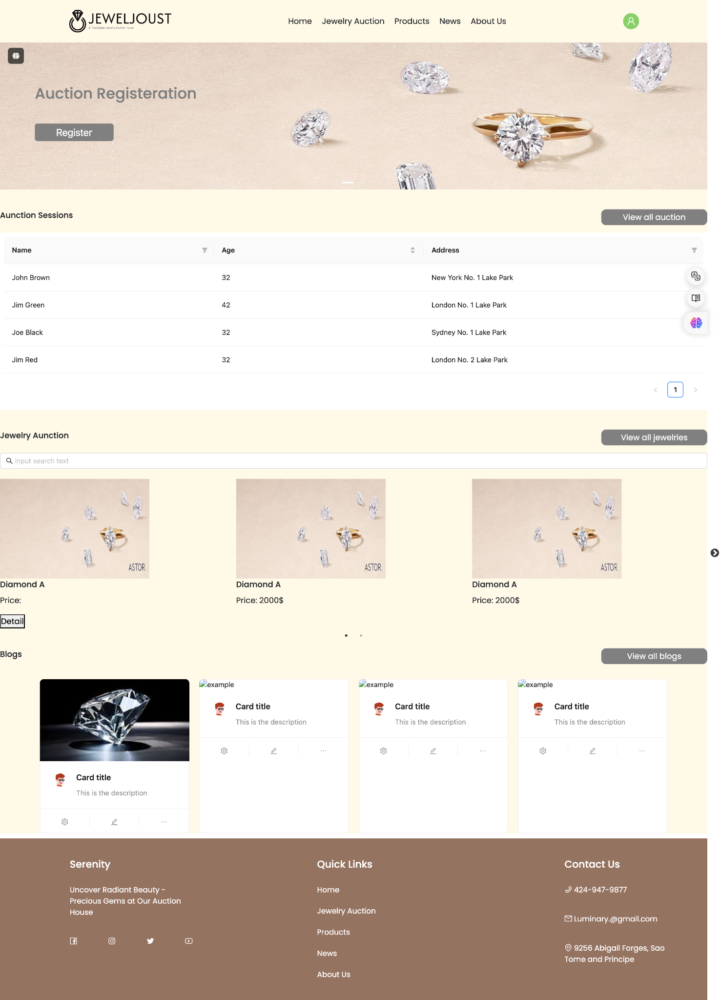 JEWELJOUST
A Prestigious Jewelry Auction House
Home Jewelry Auction Products News About Us
Auction Registeration
Register
Aunction Sessions
View all auction
Name Age Address
John Brown 32 New York No. 1 Lake Park
Jim Green 42 London No. 1 Lake Park
Joe Black 32 Sydney No. 1 Lake Park
Jim Red 32 London No. 2 Lake Park
1
Jewelry Aunction
View all jewelries
input search text
ASTOR. ASTOR. ASTOR.
Diamond A Diamond A Diamond A
Price: Price: 2000$ Price: 2000$
Detail
Blogs
View all blogs
example example example
Card title Card title Card title
This is the description This is the description This is the description
Card title
This is the description
Serenity
Uncover Radiant Beauty -
Precious Gems at Our Auction
House
Quick Links
Home
Jewelry Auction
Products
News
About Us
Contact Us
424-947-9877
Luminary.@gmail.com
9256 Abigail Forges, Sao
Tome and Principe